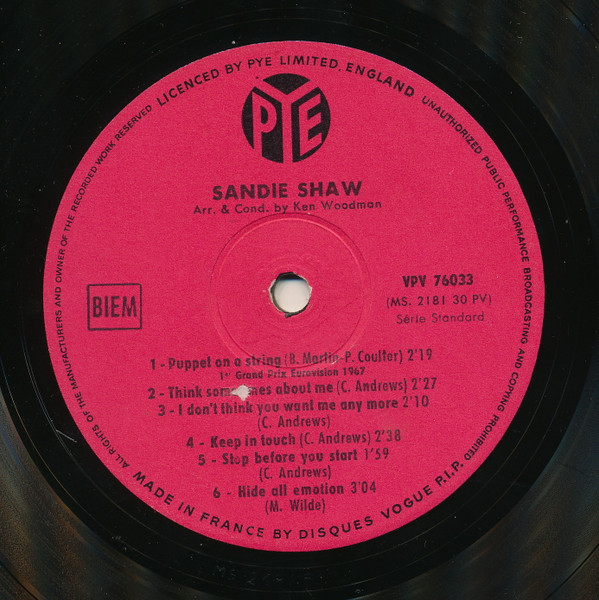 LICENCED BY PYE LIMITED. ENGLAND
UNAUTHORIZED PUBLIC PERFORMANCE BROADCASTING AND COPYING PROHIBITED
ALL RIGHTS OF THE MANUFACTURERS AND OWNER OF THE RECORDED WORK RESERVED
PYE
SANDIE SHAW
Arr. & Cond. by Ken Woodman
BIEM
VPV 76033
(MS. 2181 30 PV)
Série Standard
1 - Puppel on a string (B. Martin-P. Coulter) 2'19
1er Grand Prix Eurovision 1967
2 - Think some mes about me (C. Andrews) 2'27
3 - I don't think you want me any more 2'10
(C. Andrews)
4 - Keep in touch (C. Andrews) 2'38
5 - Stop before you start 1'59
(C. Andrews)
6 - Hide all emotion 3'04
(M. Wilde)
MADE IN FRANCE BY DISQUES VOGUE P.I.P.